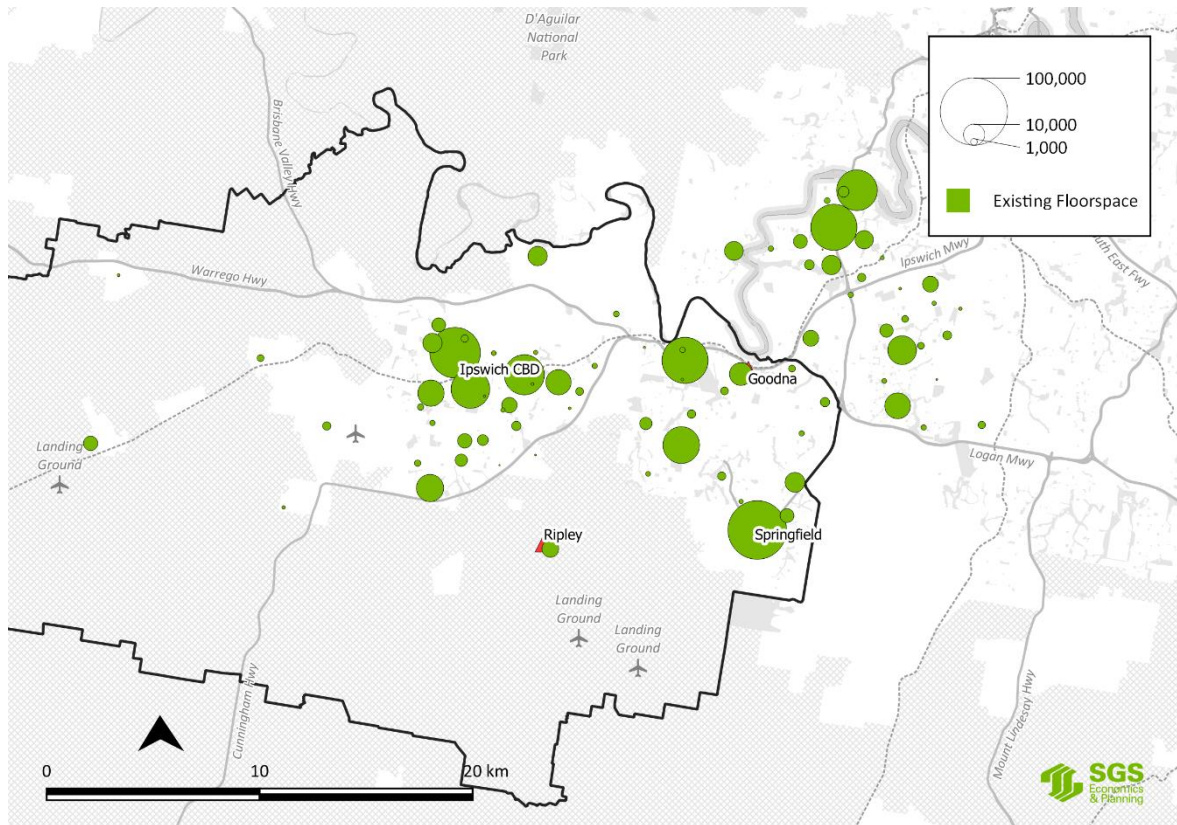 D'Aguilar
National
Park
100,000
10,000
1,000
Existing Floorspace
Brisbane Valley Hwy
Warrego Hwy
Ipswich Mwy
South East Fwy
Ipswich CBD
Goodna
Landing
Ground
Logan Mwy
Springfield
Ripley
Landing
Ground
Landing
Ground
Cunningham Hwy
Mount Lindesay Hwy
0
10
20 km
SGS
Economics
& Planning